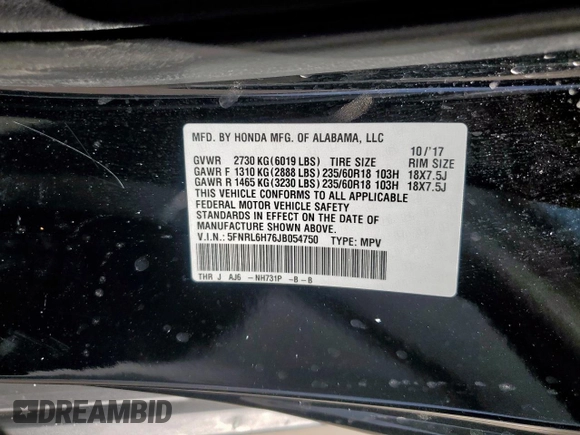 MFD. BY HONDA MFG. OF ALABAMA, LLC
10/'17
GVWR 2730 KG(6019 LBS) TIRE SIZE RIM SIZE
GAWR F 1310 KG(2888 LBS) 235/60R18 103H 18X7.5J
GAWR R 1465 KG(3230 LBS) 235/60R18 103H 18X7.5J
THIS VEHICLE CONFORMS TO ALL APPLICABLE
FEDERAL MOTOR VEHICLE SAFETY
STANDARDS IN EFFECT ON THE DATE OF
MANUFACTURE SHOWN ABOVE.
V.I.N.: 5FNRL6H76JB054750 TYPE: MPV
THR J AJ6 -NH731P -B-B
DREAMBID